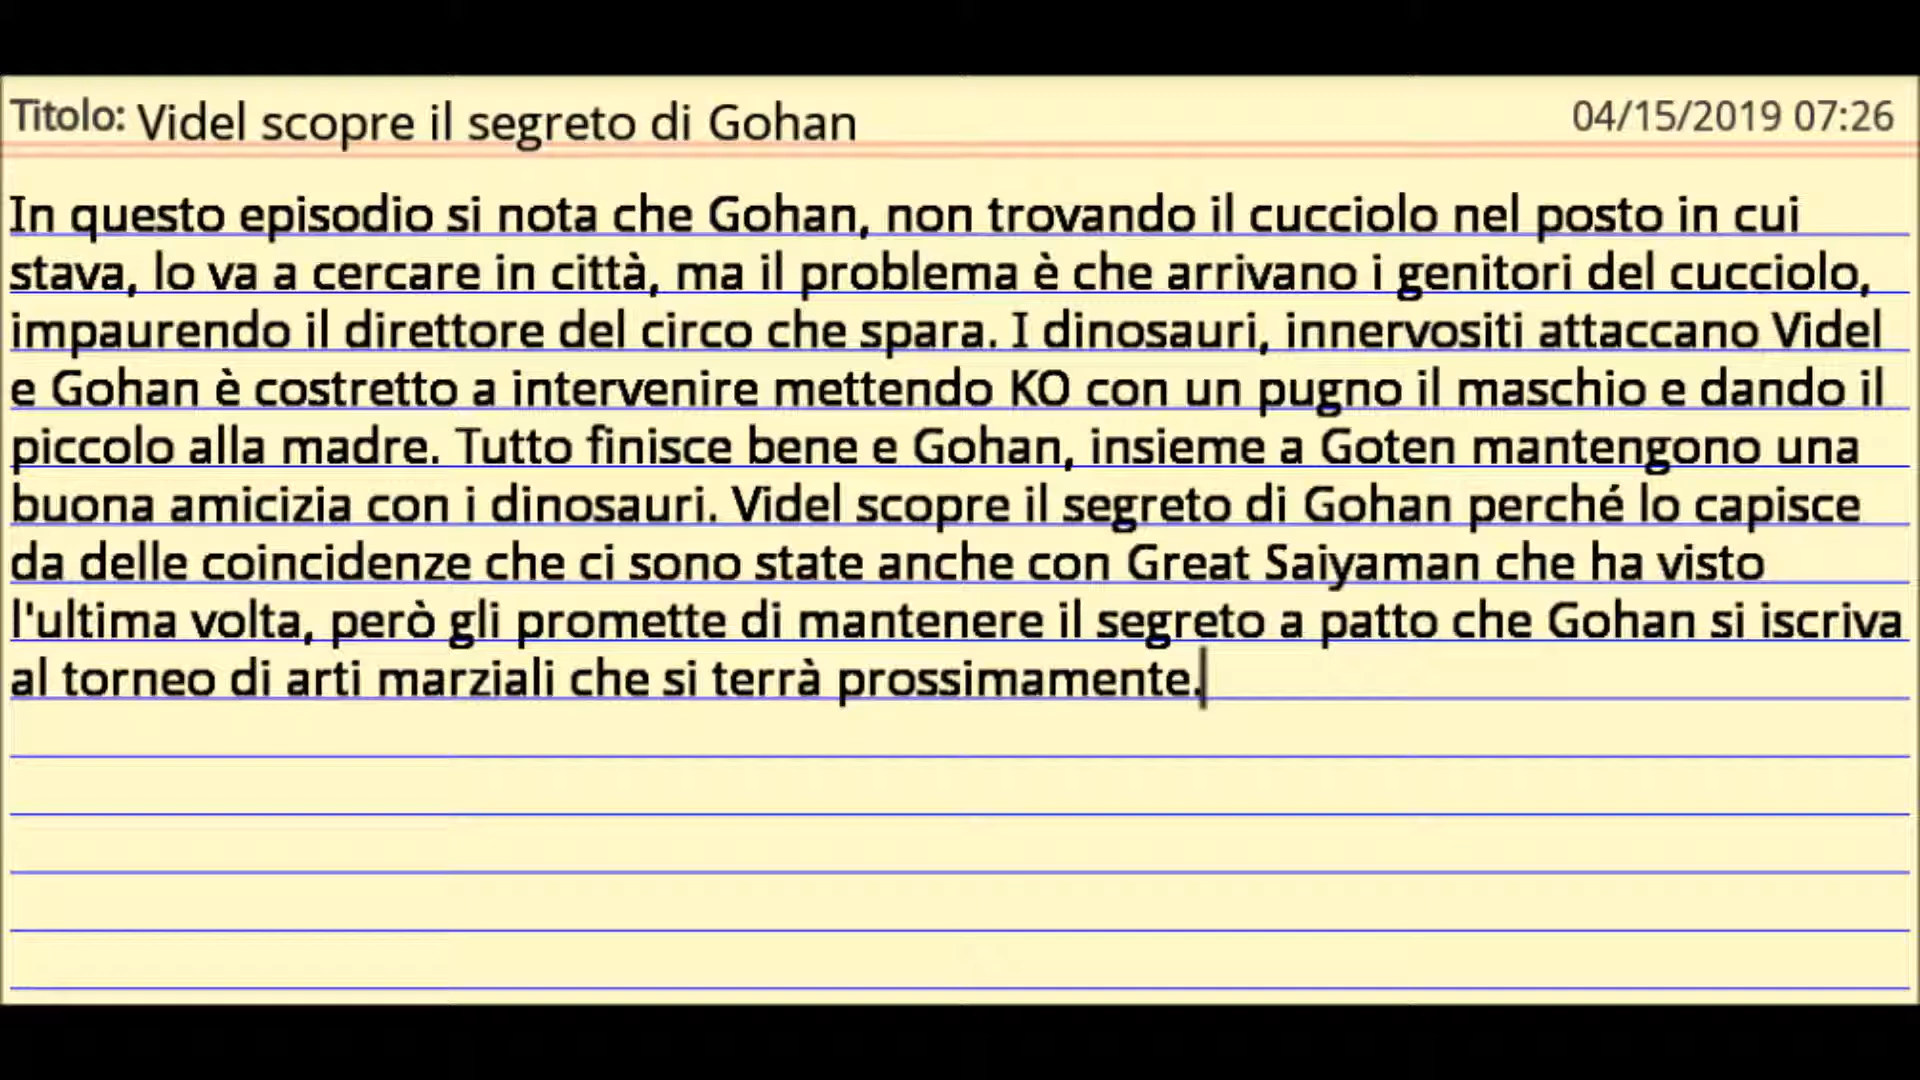 Titolo: Videl scopre il segreto di Gohan 04/15/2019 07:26
In questo episodio si nota che Gohan, non trovando il cucciolo nel posto in cui
stava, lo va a cercare in città, ma il problema è che arrivano i genitori del cucciolo,
impaurendo il direttore del circo che spara. I dinosauri, innervositi attaccano Videl
e Gohan è costretto a intervenire mettendo KO con un pugno il maschio e dando il
piccolo alla madre. Tutto finisce bene e Gohan, insieme a Goten mantengono una
buona amicizia con i dinosauri. Videl scopre il segreto di Gohan perché lo capisce
da delle coincidenze che ci sono state anche con Great Saiyaman che ha visto
l'ultima volta, però gli promette di mantenere il segreto a patto che Gohan si iscriva
al torneo di arti marziali che si terrà prossimamente.